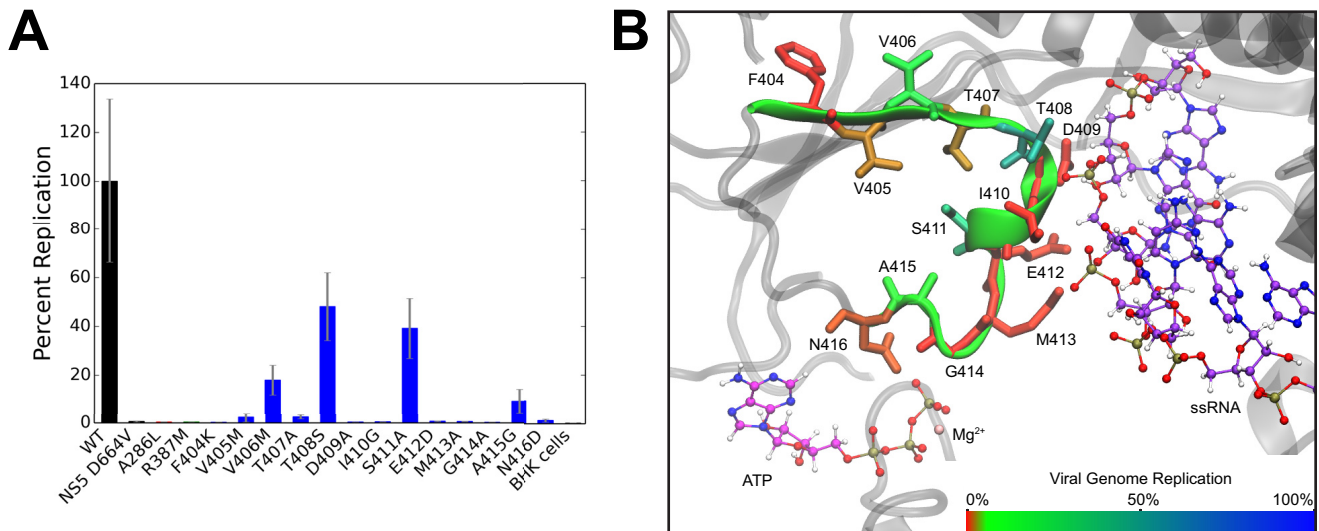 A
Percent Replication
140
120
100
80
60
40
20
0
WT
NS5 D664V
A286L
R387M
F404K
V405M
V406M
T407A
T408S
D409A
I410G
S411A
E412D
M413A
G414A
A415G
N416D
BHK cells
B
F404
V406
T407
T408
D409
V405
I410
S411
E412
A415
N416
M413
G414
ssRNA
Mg²⁺
ATP
Viral Genome Replication
0% 50% 100%